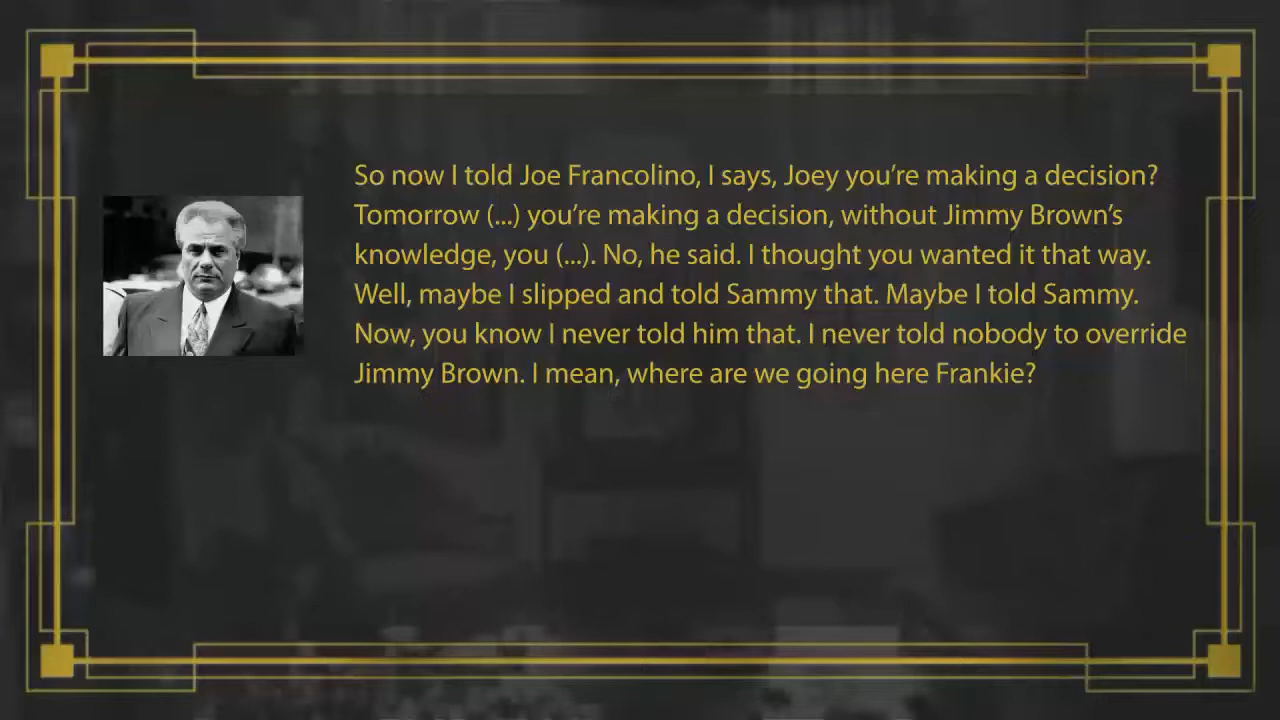 So now I told Joe Francolino, I says, Joey you’re making a decision?
Tomorrow (...) you’re making a decision, without Jimmy Brown’s
knowledge, you (...). No, he said. I thought you wanted it that way.
Well, maybe I slipped and told Sammy that. Maybe I told Sammy.
Now, you know I never told him that. I never told nobody to override
Jimmy Brown. I mean, where are we going here Frankie?